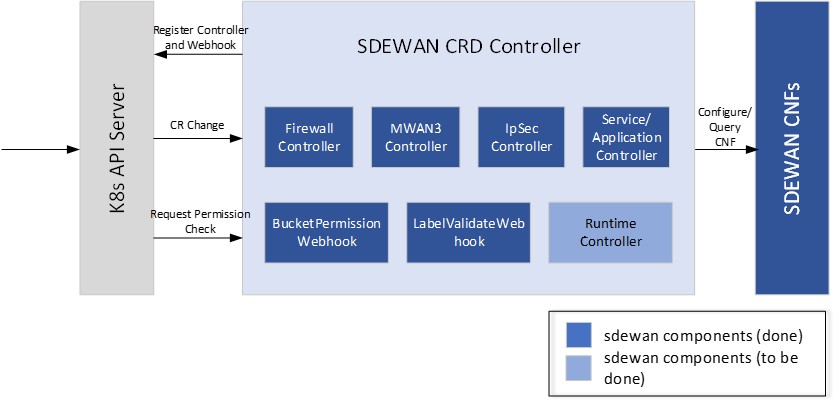 Register Controller
and Webhook
SDEWAN CRD Controller
K8s API Server
CR Change
Firewall
Controller
MWAN3
Controller
IpSec
Controller
Service/
Application
Controller
Configure/
Query
CNF
SDEWAN CNFs
Request Permission
Check
BucketPermission
Webhook
LabelValidateWeb
hook
Runtime
Controller
sdewan components (done)
sdewan components (to be
done)